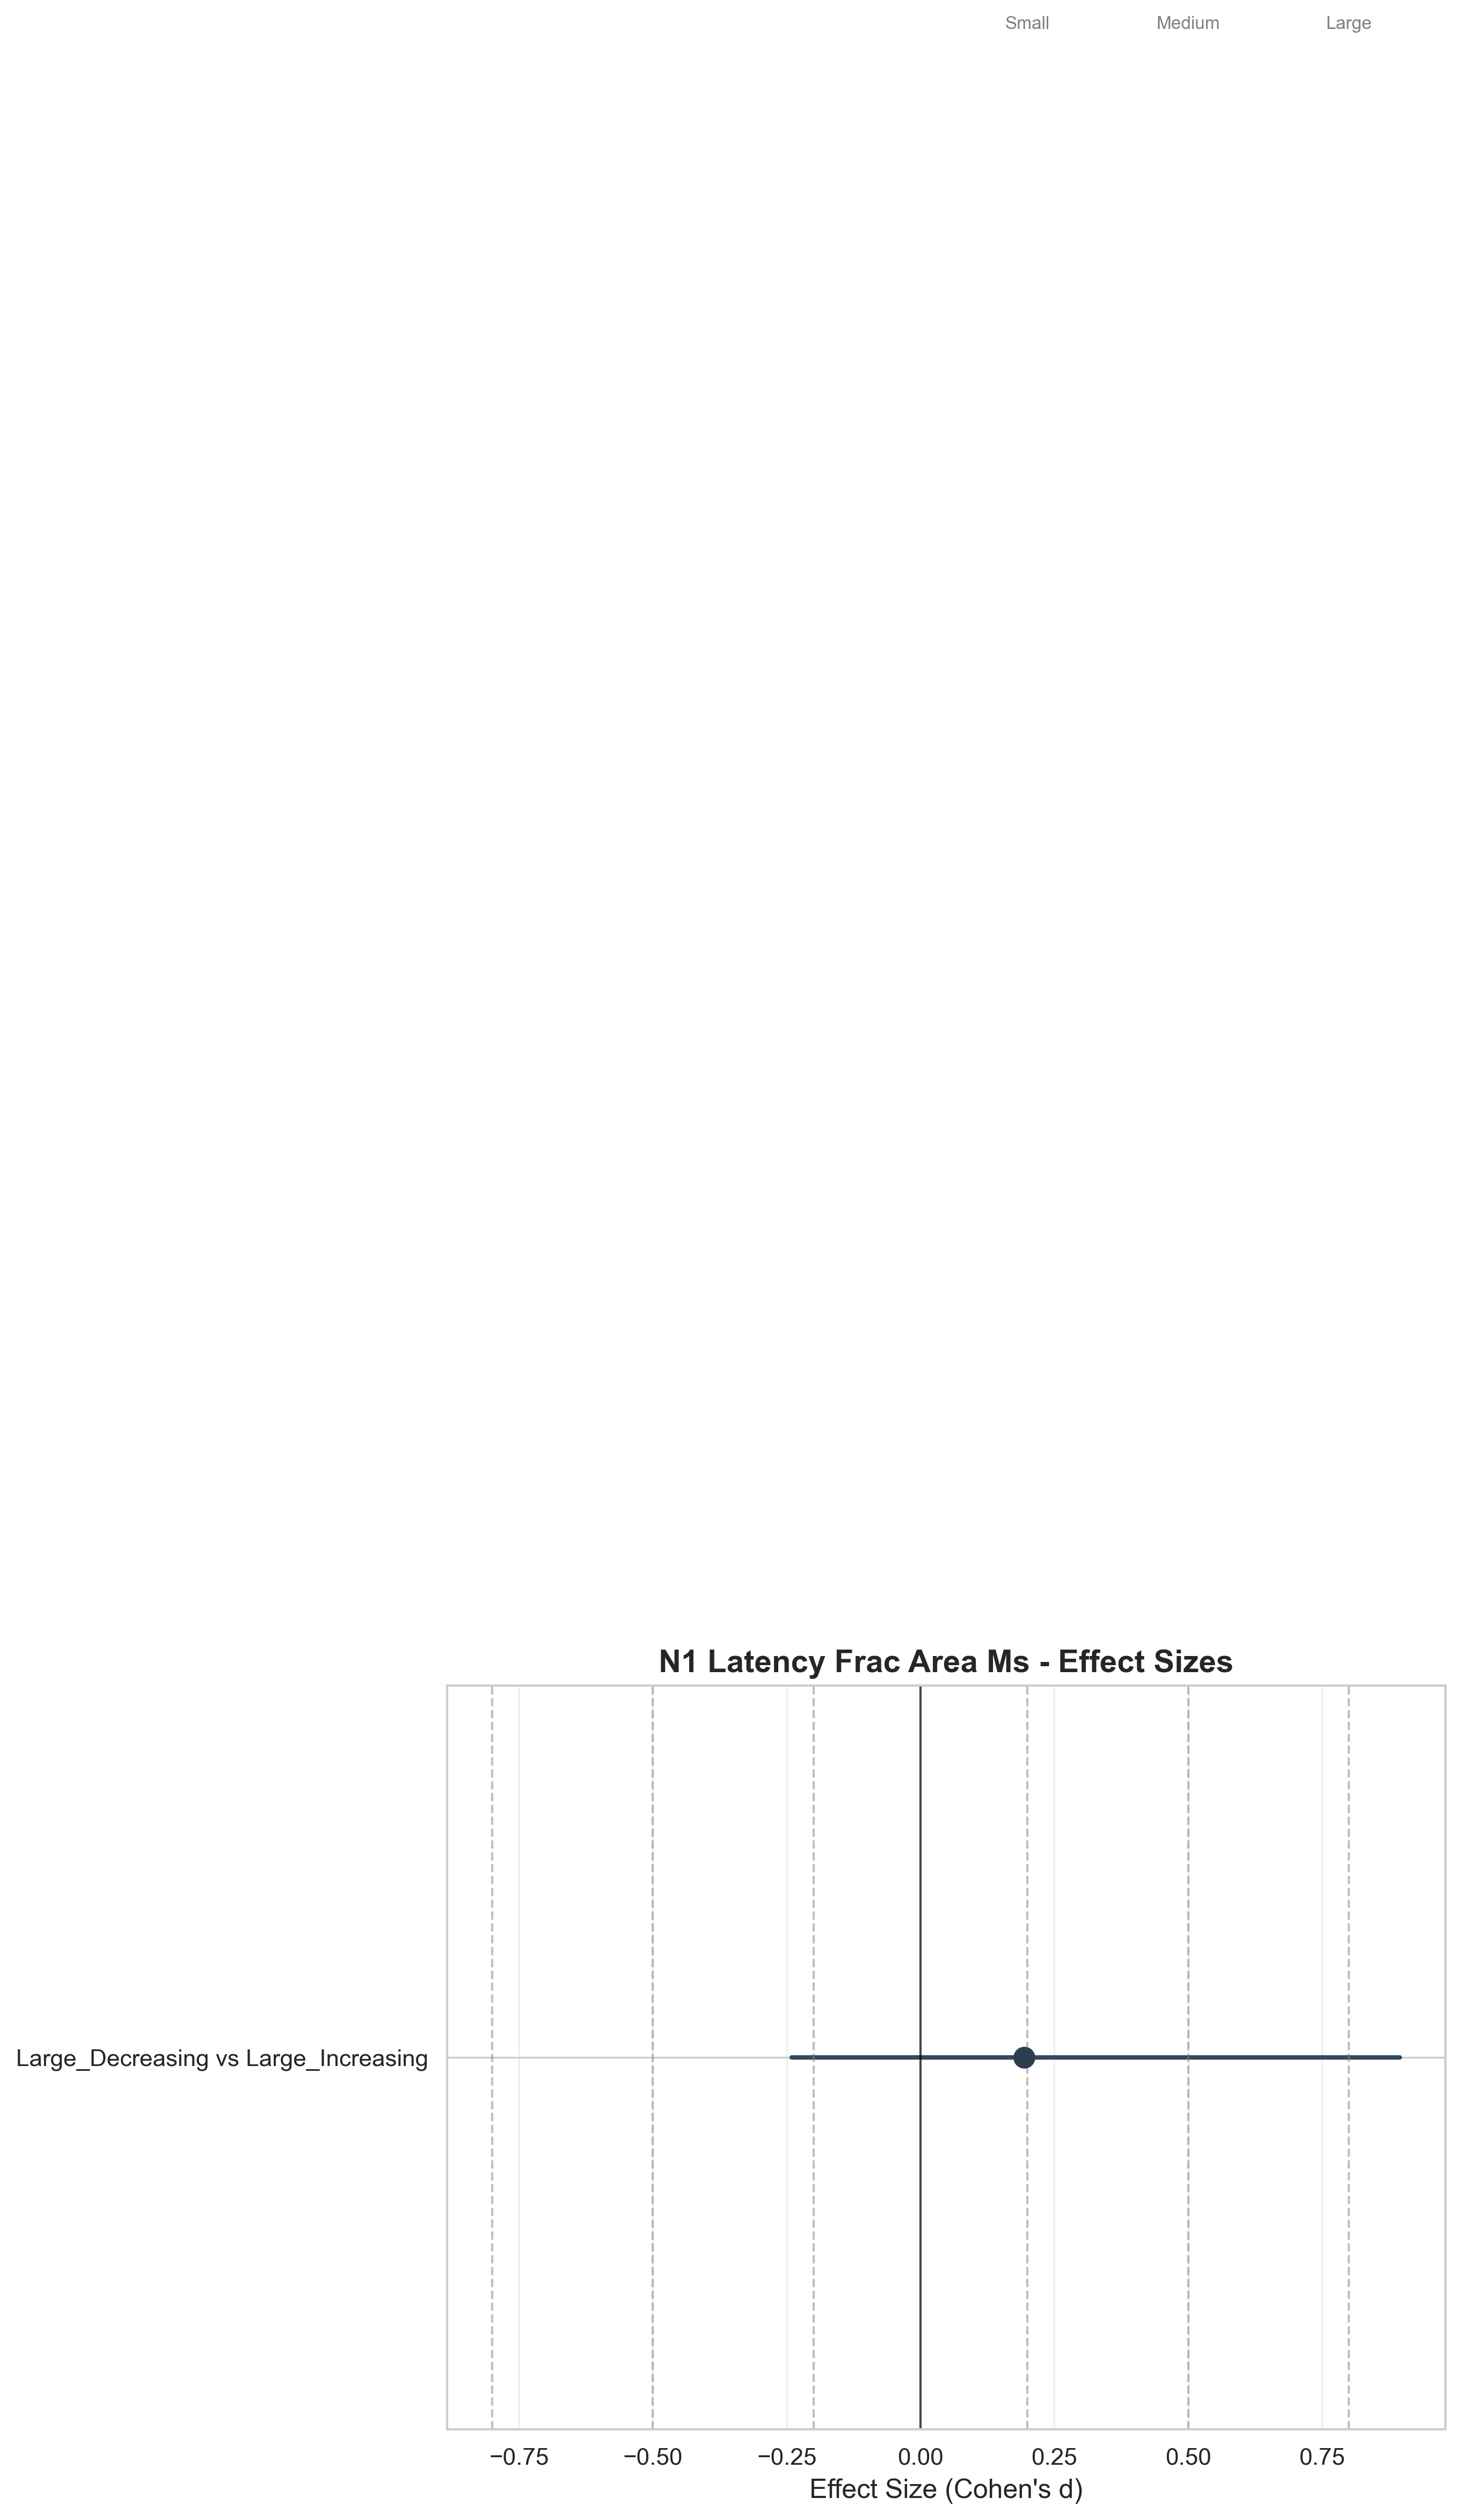 Small Medium Large
N1 Latency Frac Area Ms - Effect Sizes
Large_Decreasing vs Large_Increasing
−0.75 −0.50 −0.25 0.00 0.25 0.50 0.75
Effect Size (Cohen's d)